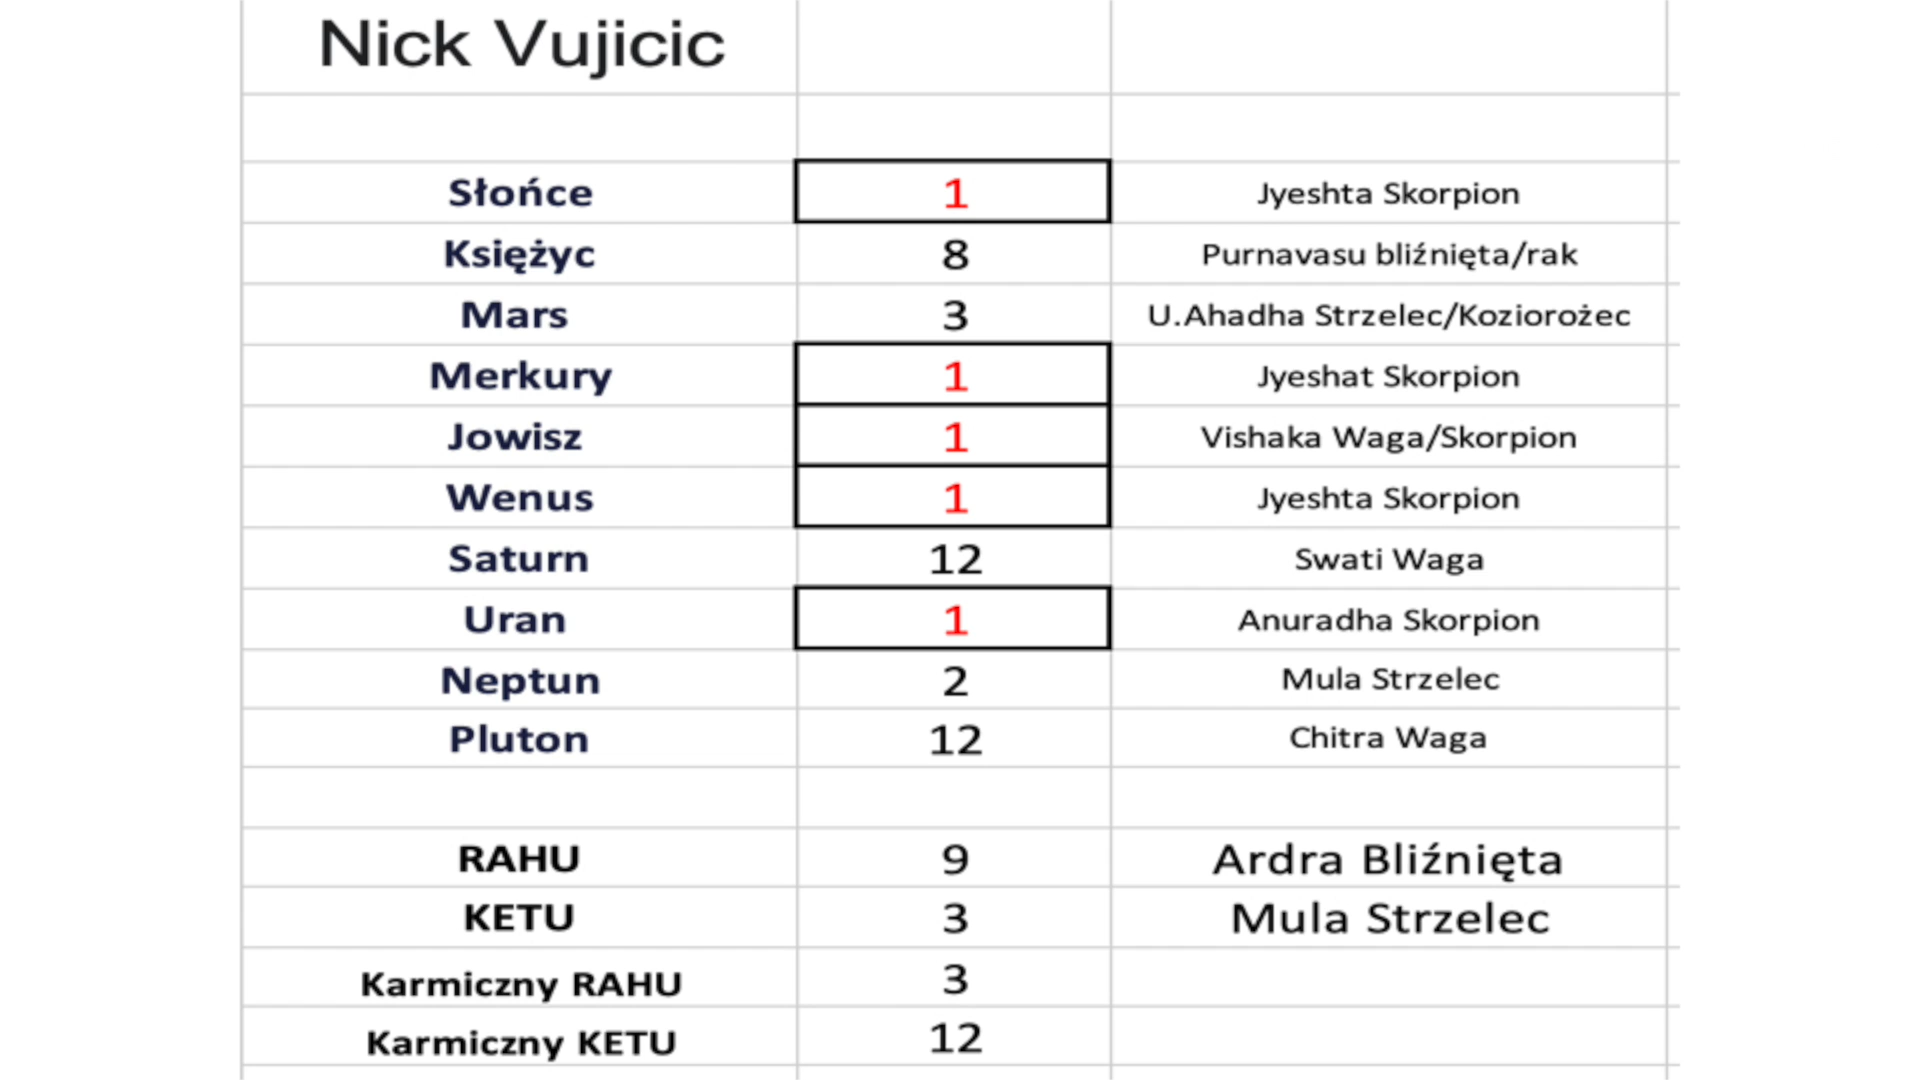 Nick Vujicic
Słońce 1 Jyeshta Skorpion
Księżyc 8 Purnavasu bliźnięta/rak
Mars 3 U.Ahadha Strzelec/Koziorożec
Merkury 1 Jyeshat Skorpion
Jowisz 1 Vishaka Waga/Skorpion
Wenus 1 Jyeshta Skorpion
Saturn 12 Swati Waga
Uran 1 Anuradha Skorpion
Neptun 2 Mula Strzelec
Pluton 12 Chitra Waga
RAHU 9 Ardra Bliźnięta
KETU 3 Mula Strzelec
Karmiczny RAHU 3
Karmiczny KETU 12